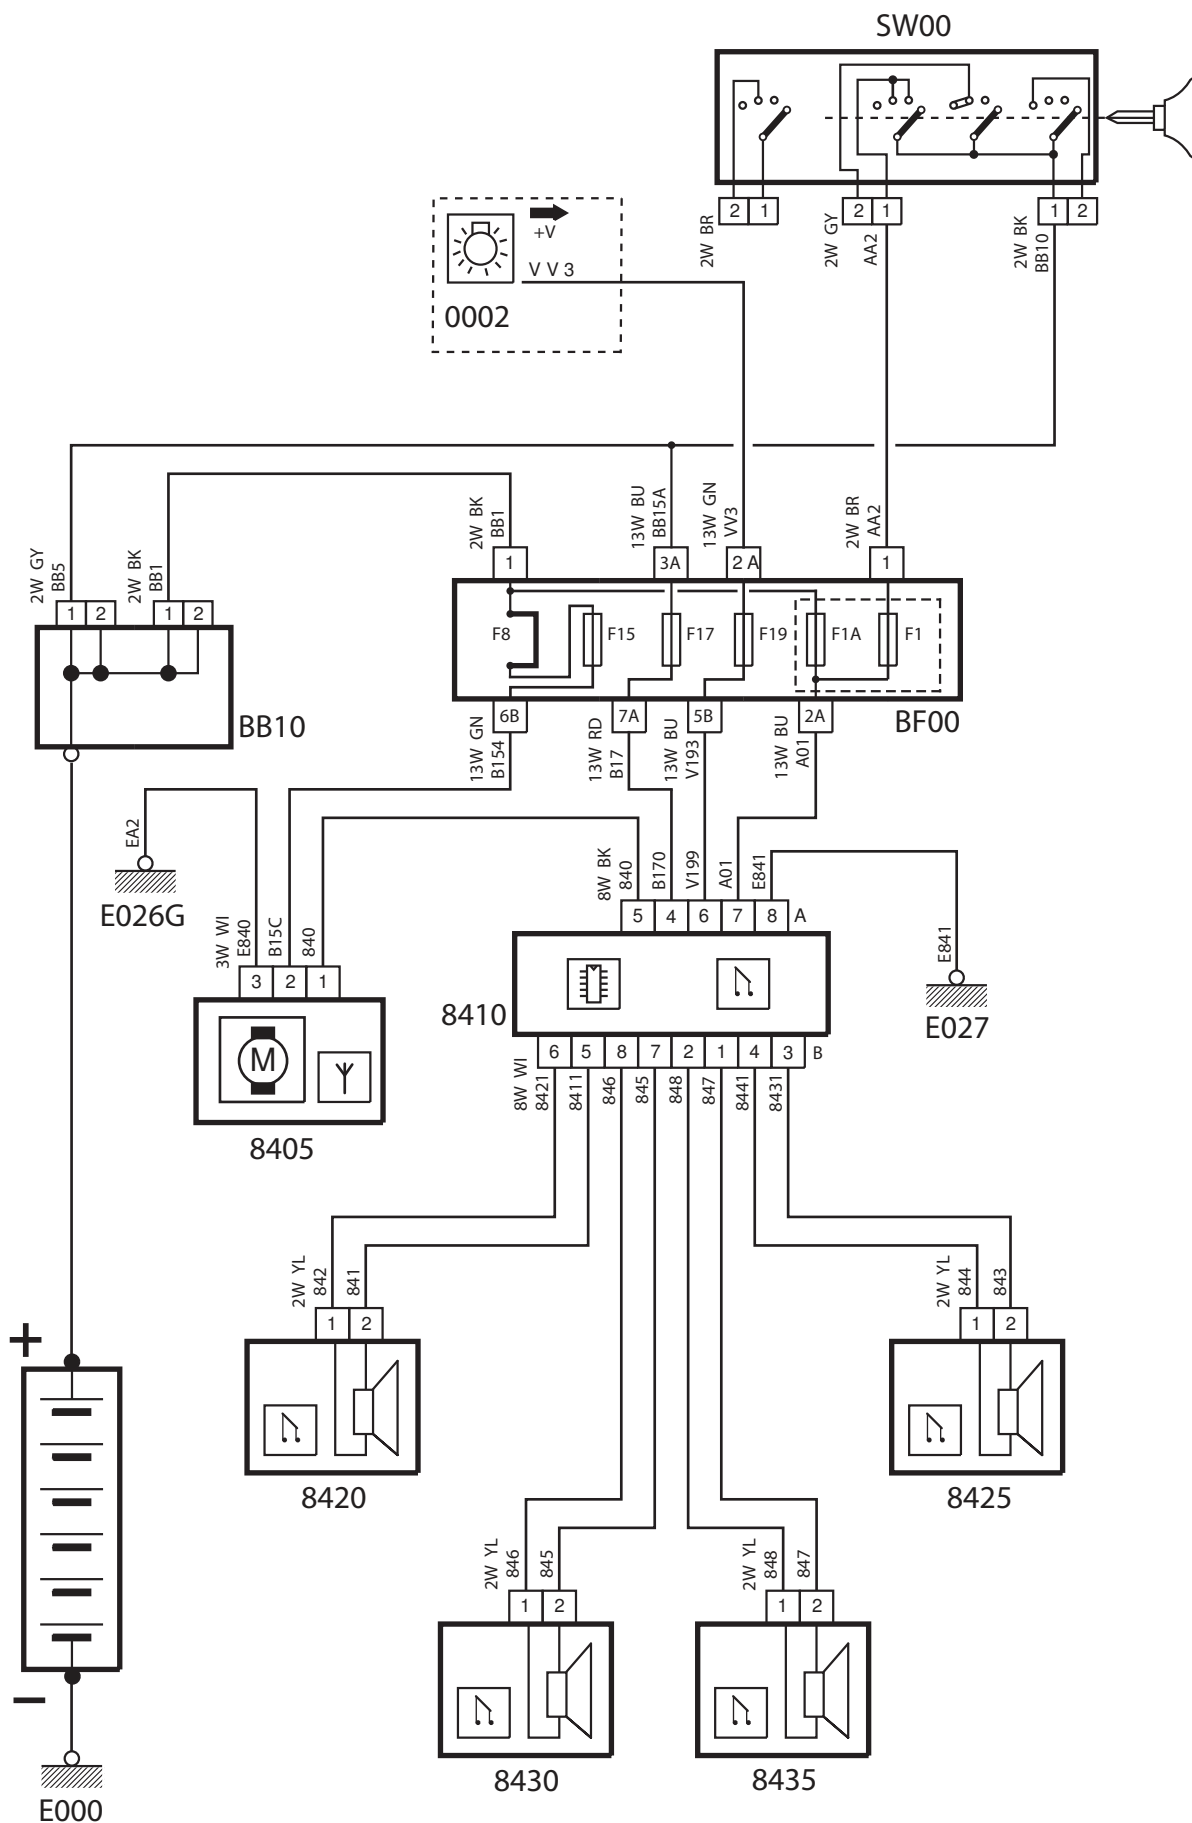 SW00
2 1
2 1
1 2
2W BR
2W GY
AA2
2W BK
BB10
+V
V V 3
0002
2W GY
BB5
2W BK
BB1
2W BK
BB1
13W BU
BB15A
13W GN
VV3
2W BR
AA2
1 2
1 2
1
3A
2 A
1
F8
F15
F17
F19
F1A
F1
BB10
BF00
6B
7A
5B
2A
13W GN
B154
13W RD
B17
13W BU
V193
13W BU
A01
EA2
E026G
8W BK
840
B170
V199
A01
E841
5 4 6 7 8 A
E841
E027
3W WI
E840
B15C
840
3 2 1
M
8405
8410
6 5 8 7 2 1 4 3 B
8W WI
8421
8411
846
845
848
847
8441
8431
2W YL
842
841
1 2
8420
2W YL
844
843
1 2
8425
+
−
E000
2W YL
846
845
1 2
8430
2W YL
848
847
1 2
8435